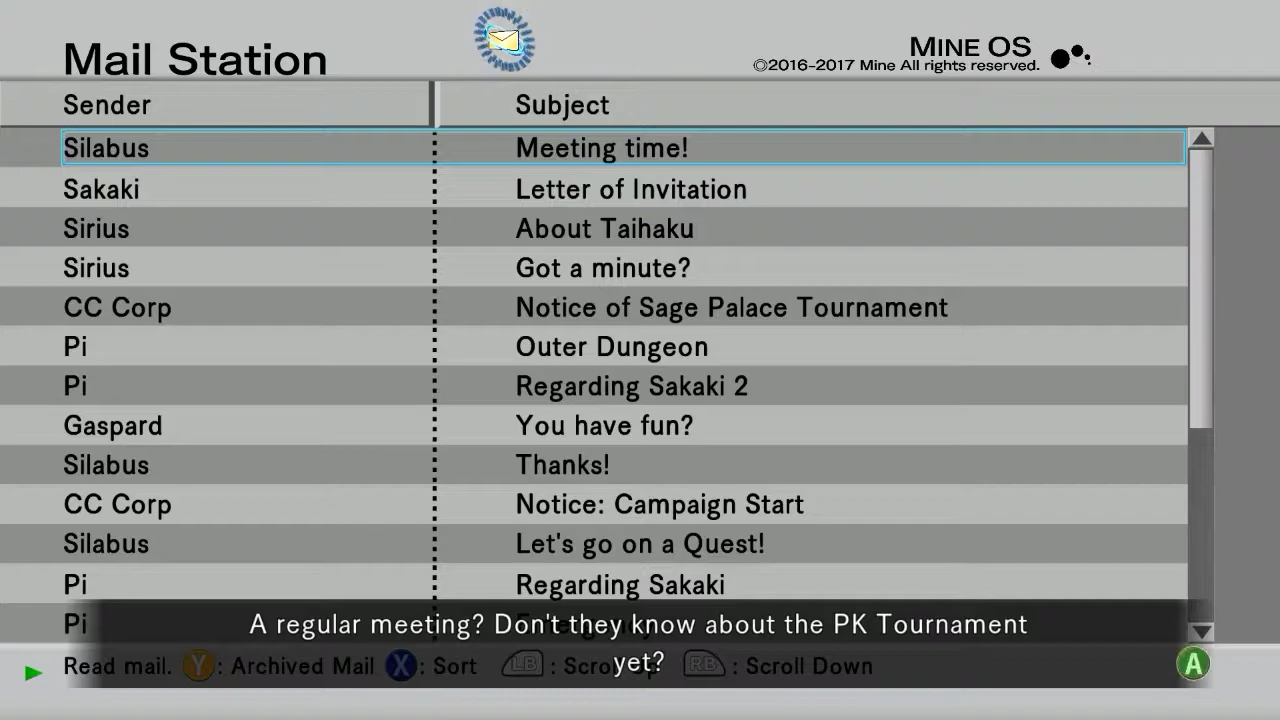 Mail Station
MINE OS
©2016-2017 Mine All rights reserved.
Sender Subject
Silabus Meeting time!
Sakaki Letter of Invitation
Sirius About Taihaku
Sirius Got a minute?
CC Corp Notice of Sage Palace Tournament
Pi Outer Dungeon
Pi Regarding Sakaki 2
Gaspard You have fun?
Silabus Thanks!
CC Corp Notice: Campaign Start
Silabus Let's go on a Quest!
Pi Regarding Sakaki
Pi
A regular meeting? Don't they know about the PK Tournament
yet?
Read mail. Y: Archived Mail X: Sort LB : Scroll Up RB : Scroll Down A